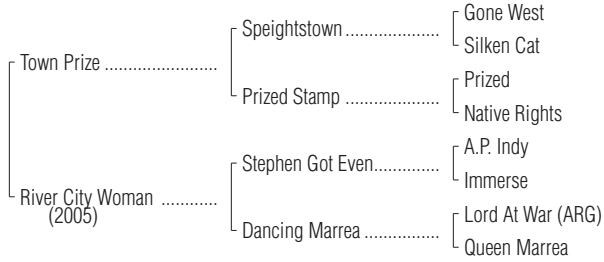 Gone West
Speightstown .....................
Silken Cat
Town Prize .........................
Prized
Prized Stamp .....................
Native Rights
A.P. Indy
Stephen Got Even...............
Immerse
River City Woman ............
(2005)
Lord At War (ARG)
Dancing Marrea .................
Queen Marrea